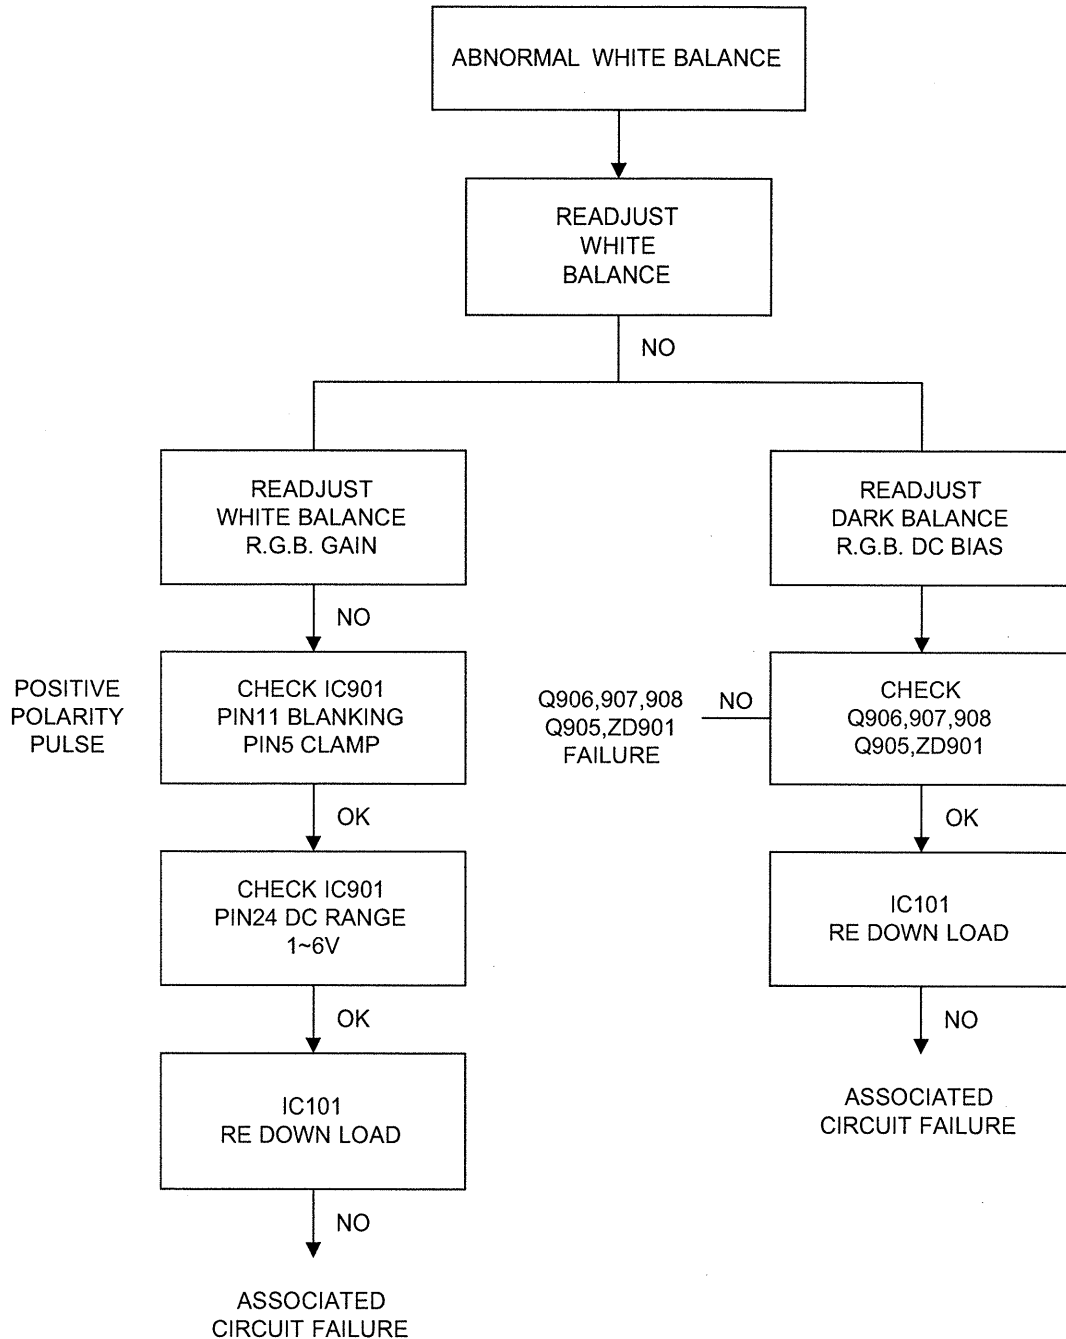 ABNORMAL WHITE BALANCE
READJUST
WHITE
BALANCE
NO
READJUST
WHITE BALANCE
R.G.B. GAIN
NO
POSITIVE
POLARITY
PULSE
CHECK IC901
PIN11 BLANKING
PIN5 CLAMP
OK
CHECK IC901
PIN24 DC RANGE
1~6V
OK
IC101
RE DOWN LOAD
NO
ASSOCIATED
CIRCUIT FAILURE
READJUST
DARK BALANCE
R.G.B. DC BIAS
CHECK
Q906,907,908
Q905,ZD901
NO
Q906,907,908
Q905,ZD901
FAILURE
OK
IC101
RE DOWN LOAD
NO
ASSOCIATED
CIRCUIT FAILURE